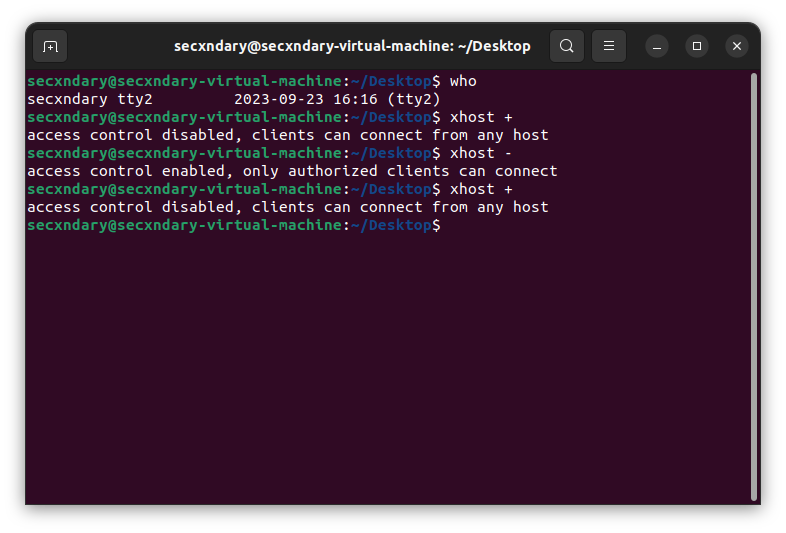 secxndary@secxndary-virtual-machine: ~/Desktop
secxndary@secxndary-virtual-machine:~/Desktop$ who
secxndary tty2         2023-09-23 16:16 (tty2)
secxndary@secxndary-virtual-machine:~/Desktop$ xhost +
access control disabled, clients can connect from any host
secxndary@secxndary-virtual-machine:~/Desktop$ xhost -
access control enabled, only authorized clients can connect
secxndary@secxndary-virtual-machine:~/Desktop$ xhost +
access control disabled, clients can connect from any host
secxndary@secxndary-virtual-machine:~/Desktop$